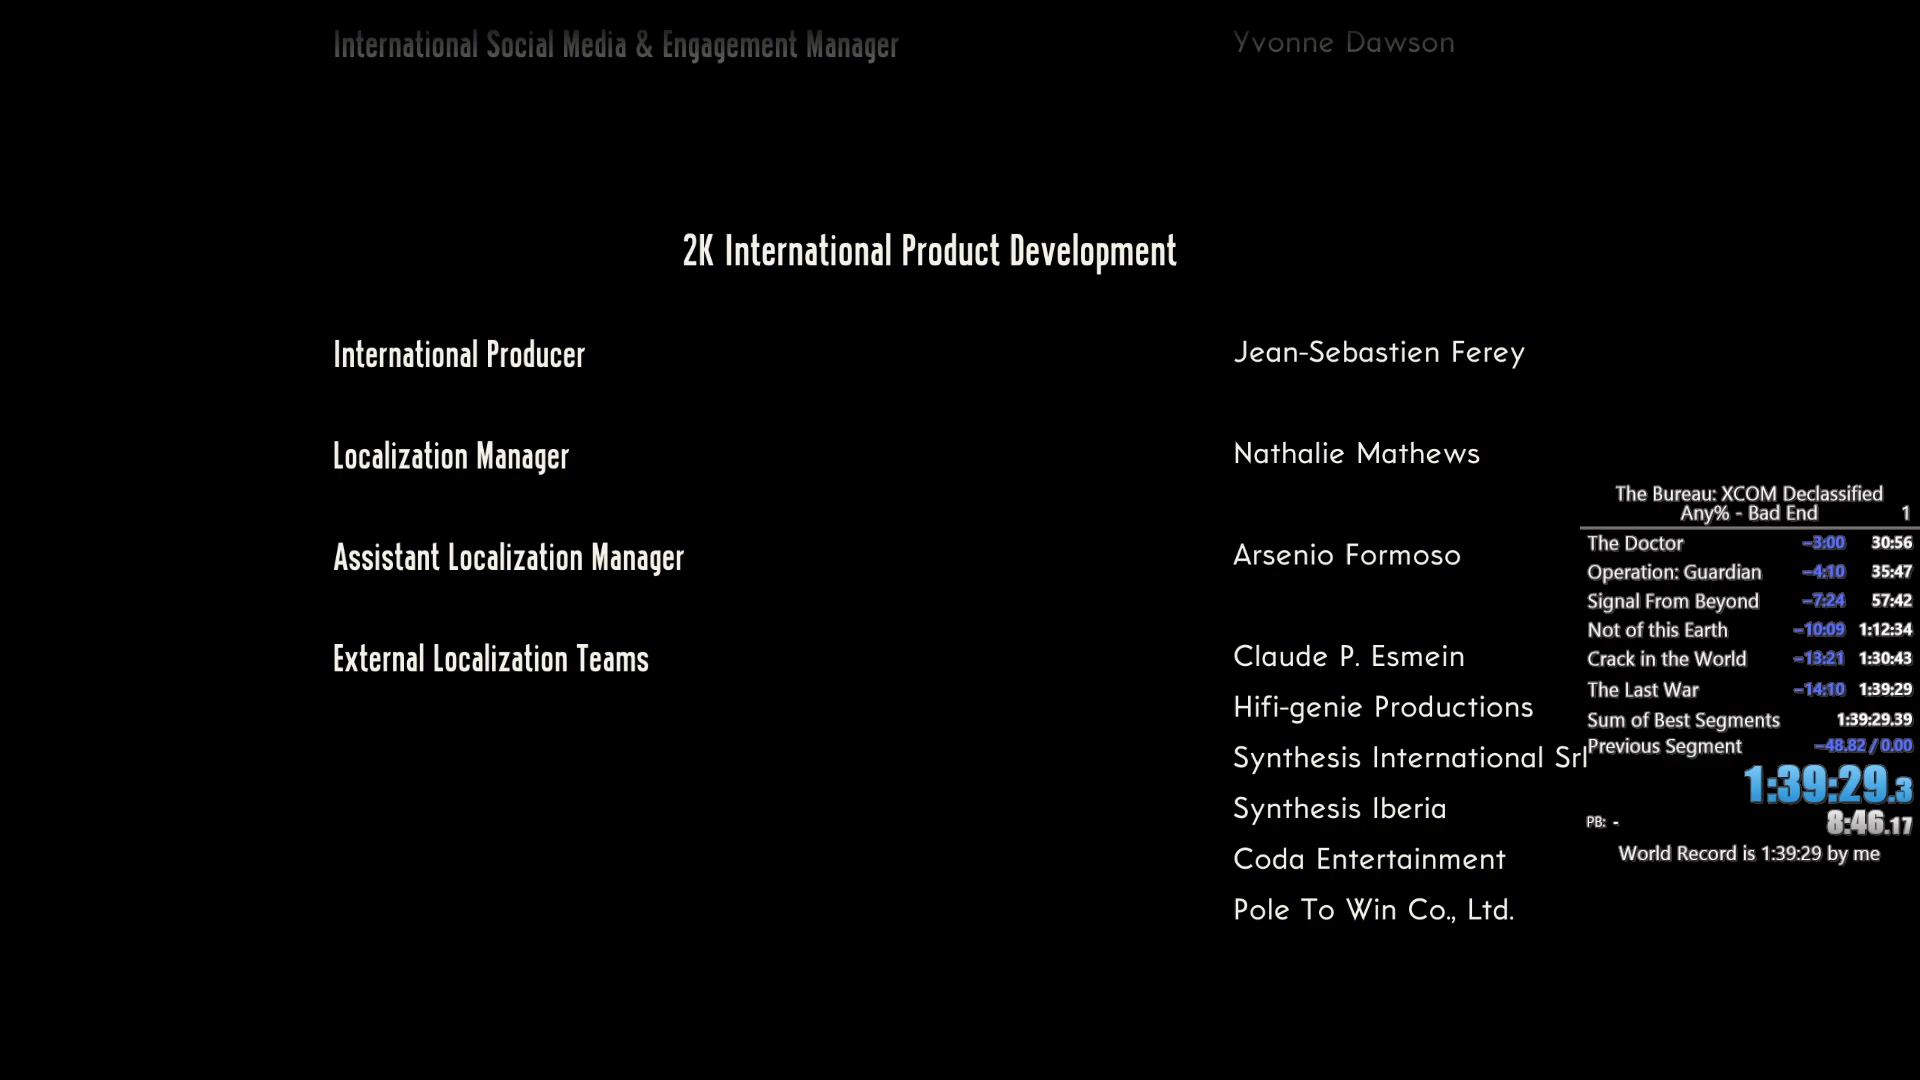 International Social Media & Engagement Manager Yvonne Dawson
2K International Product Development
International Producer Jean-Sebastien Ferey
Localization Manager Nathalie Mathews
Assistant Localization Manager Arsenio Formoso
External Localization Teams Claude P. Esmein
Hifi-genie Productions
Synthesis International Srl
Synthesis Iberia
Coda Entertainment
Pole To Win Co., Ltd.
The Bureau: XCOM Declassified
Any% - Bad End 1
The Doctor -3:00 30:56
Operation: Guardian -4:10 35:47
Signal From Beyond -7:24 57:42
Not of this Earth -10:09 1:12:34
Crack in the World -13:21 1:30:43
The Last War -14:10 1:39:29
Sum of Best Segments 1:39:29.39
Previous Segment -48.82 / 0.00
1:39:29.3
PB: - 8:46.17
World Record is 1:39:29 by me